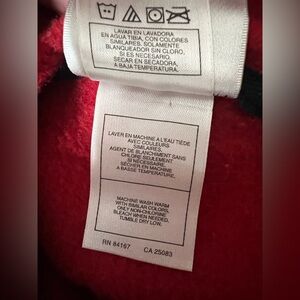 LAVAR EN LAVADORA
EN AGUA TIBIA, CON COLORES
SIMILARES. SOLAMENTE
BLANQUEADOR SIN CLORO,
SI ES NECESARIO.
SECAR EN SECADORA,
A BAJA TEMPERATURA.
LAVER EN MACHINE A L'EAU TIÈDE
AVEC COULEURS
SIMILAIRES.
AGENT DE BLANCHIMENT SANS
CHLORE SEULEMENT
SI NÉCESSAIRE.
SÉCHER EN MACHINE
A BASSE TEMPÉRATURE.
MACHINE WASH WARM
WITH SIMILAR COLORS.
ONLY NON-CHLORINE
BLEACH WHEN NEEDED.
TUMBLE DRY LOW.
RN 84167 CA 25083